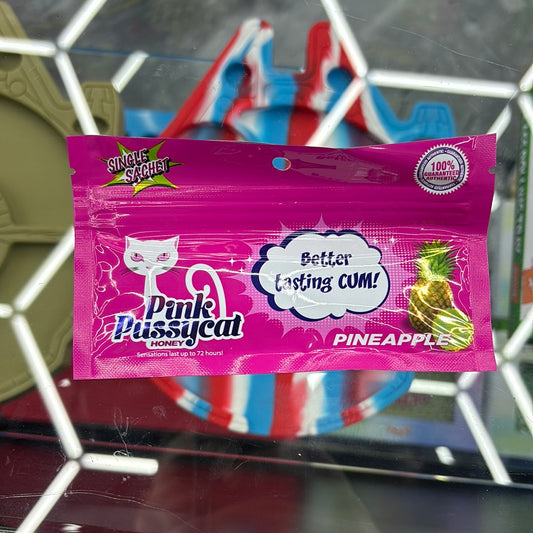 SINGLE
SACHET
100%
GUARANTEED
AUTHENTIC
Better
tasting CUM!
Pink
Pussycat
HONEY
Sensations last up to 72 hours!
PINEAPPLE